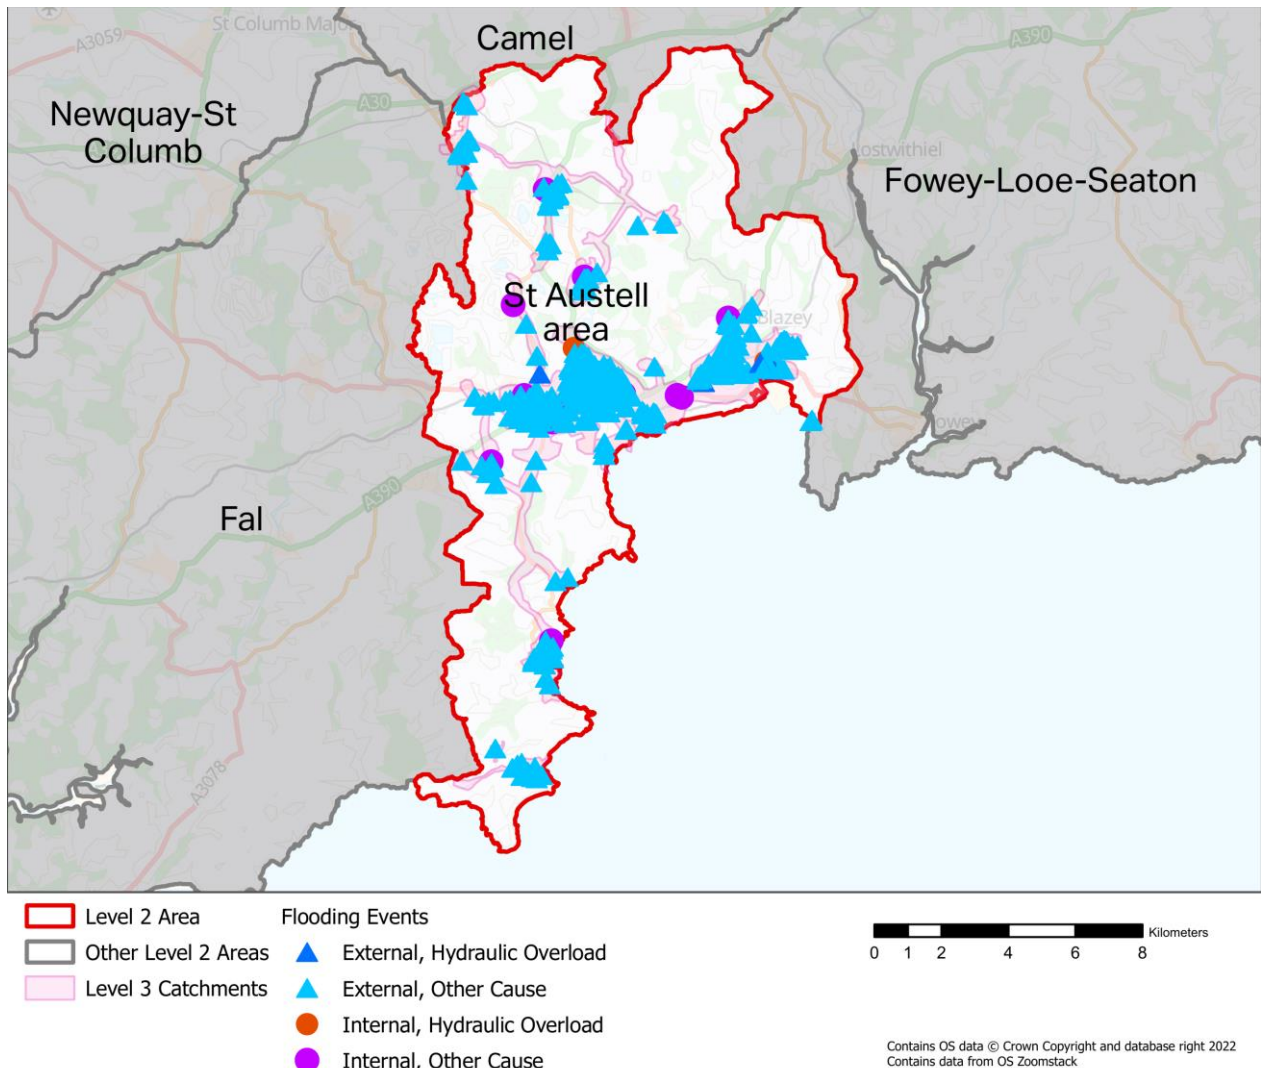 St Columb Major
Camel
A3059
A390
A30
Newquay-St
Columb
Lostwithiel
Fowey-Looe-Seaton
St Austell
area
Blazey
Fal
A390
A3078
Level 2 Area
Other Level 2 Areas
Level 3 Catchments
Flooding Events
External, Hydraulic Overload
External, Other Cause
Internal, Hydraulic Overload
Internal, Other Cause
Kilometers
0 1 2 4 6 8
Contains OS data © Crown Copyright and database right 2022
Contains data from OS Zoomstack